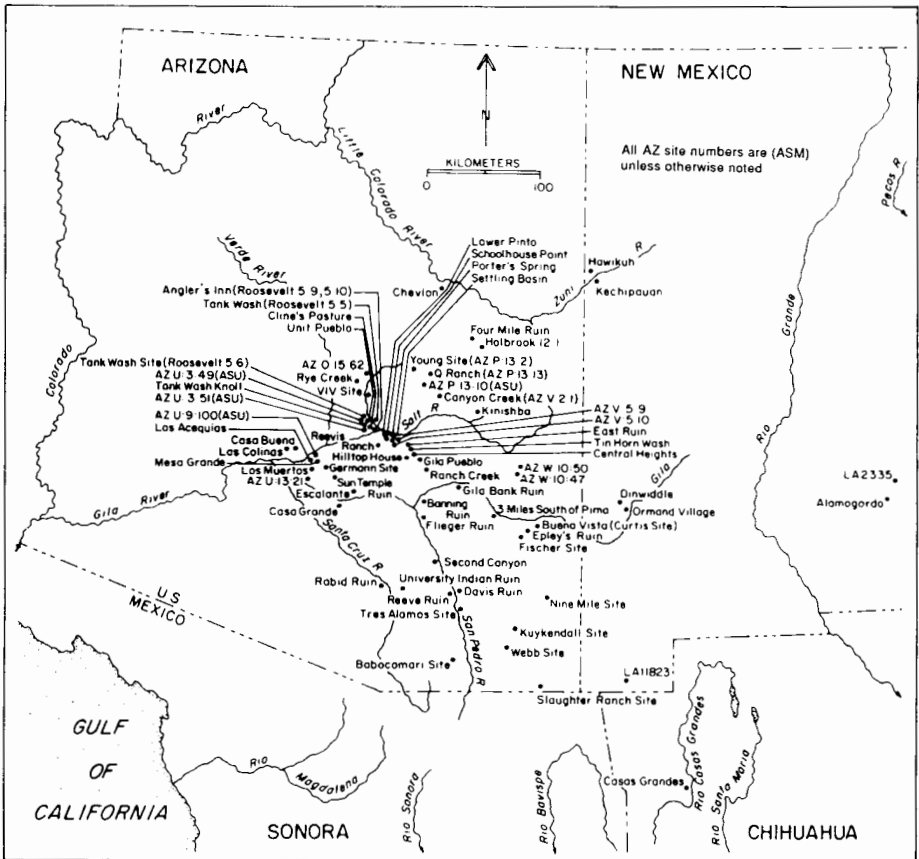 ARIZONA
NEW MEXICO
N
KILOMETERS
0 100
All AZ site numbers are (ASM)
unless otherwise noted
River
Little
Colorado
River
Pecos R
Verde
River
Lower Pinto
Schoolhouse Point
Porter's Spring
Settling Basin
Angler's Inn (Roosevelt 5:9, 5:10)
Tank Wash (Roosevelt 5:5)
Cline's Pasture
Unit Pueblo
Chevlon
Zuni R
Hawikuh
Kechipauan
Grande
Colorado
Four Mile Ruin
Holbrook 12:1
Tank Wash Site (Roosevelt 5:6)
AZ U:3:49 (ASU)
Tank Wash Knoll
AZ U:3:51 (ASU)
AZ U:9:100 (ASU)
Las Acequias
AZ O:15:62
Rye Creek
VIV Site
Young Site (AZ P:13:2)
Q Ranch (AZ P:13:13)
AZ P:13:10 (ASU)
Canyon Creek (AZ V:2:1)
Kinishba
Salt R
AZ V:5:9
AZ V:5:10
East Ruin
Tin Horn Wash
Central Heights
Casa Buena
Las Colinas
Mesa Grande
Los Muertos
AZ U:13:21
Reevis
Ranch
Hilltop House
Germann Site
Sun Temple
Ruin
Escalante
Casa Grande
Gila Pueblo
Ranch Creek
Gila Bank Ruin
AZ W:10:50
AZ W:10:47
Gila
Rio
LA2335
Alamogordo
Gila River
Banning
Ruin
Flieger Ruin
3 Miles South of Pima
Dinwiddie
Ormand Village
Buena Vista (Curtis Site)
Epley's Ruin
Fischer Site
Santa Cruz R
Second Canyon
U S
MEXICO
Rabid Ruin
University Indian Ruin
Davis Ruin
Reeve Ruin
Tres Alamos Site
Nine Mile Site
San Pedro R
Kuykendall Site
Webb Site
Babocomari Site
LA11823
Slaughter Ranch Site
GULF
OF
CALIFORNIA
Rio
Magdalena
Rio Sonora
Rio Bavispe
Casas Grandes
Rio Casas Grandes
Rio Santa Maria
SONORA
CHIHUAHUA